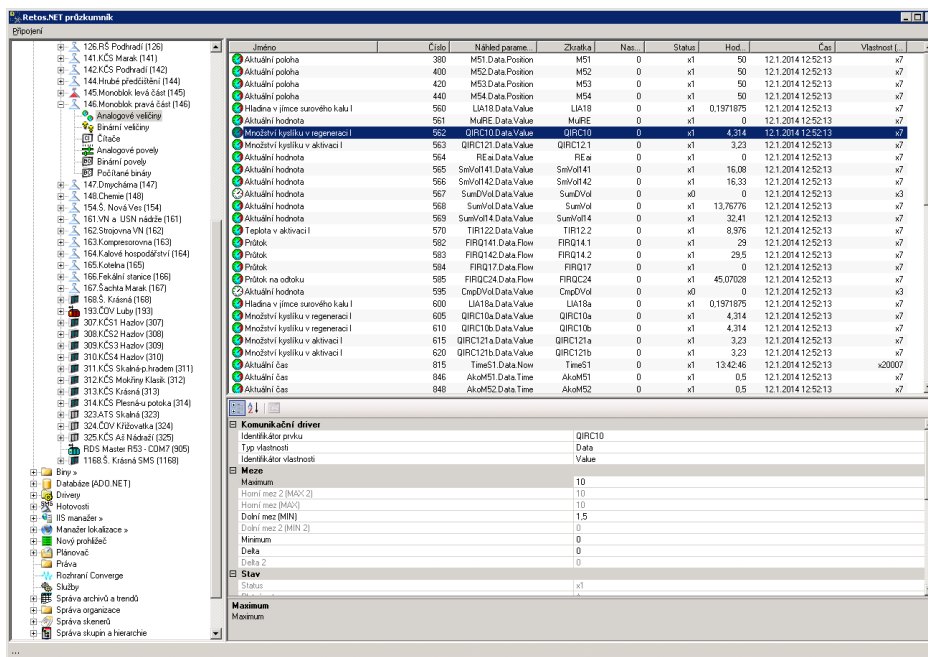 Retos.NET průzkumník
Připojení
126.RŠ Podhradí (126)
141.KČS Marak (141)
142.KČS Podhradí (142)
144.Hrubé předčištění (144)
145.Monoblok levá část (145)
146.Monoblok pravá část (146)
Analogové veličiny
Binární veličiny
Čítače
Analogové povely
Binární povely
Počítané bináry
147.Dmychárna (147)
148.Chemie (148)
154.Š. Nová Ves (154)
161.VN a USN nádrže (161)
162.Strojovna VN (162)
163.Kompresorovna (163)
164.Kalové hospodářství (164)
165.Kotelna (165)
166.Fekální stanice (166)
167.Šachta Marak (167)
168.Š. Krásná (168)
193.ČOV Luby (193)
307.KČS1 Hazlov (307)
308.KČS2 Hazlov (308)
309.KČS3 Hazlov (309)
310.KČS4 Hazlov (310)
311.KČS Skalná-p.hradem (311)
312.KČS Mokřiny Klasik (312)
313.KČS Krásná (313)
314.KČS Plesná-u potoka (314)
323.ATS Skalná (323)
324.ČOV Křižovatka (324)
325.KČS Aš Nádraží (325)
RDS Master R53 - COM7 (905)
1168.Š. Krásná SMS (1168)
Biny »
Databáze (ADO.NET)
Drivery
Hotovosti
IIS manažer »
Manažer lokalizace »
Nový prohlížeč
Plánovač
Práva
Rozhraní Converge
Služby
Správa archivů a trendů
Správa organizace
Správa skenerů
Správa skupin a hierarchie
Jméno Číslo Náhled parame... Zkratka Nas... Status Hod... Čas Vlastnost (...
Aktuální poloha 380 M51.Data.Position M51 0 x1 50 12.1.2014 12:52:13 x7
Aktuální poloha 400 M52.Data.Position M52 0 x1 50 12.1.2014 12:52:13 x7
Aktuální poloha 420 M53.Data.Position M53 0 x1 50 12.1.2014 12:52:13 x7
Aktuální poloha 440 M54.Data.Position M54 0 x1 50 12.1.2014 12:52:13 x7
Hladina v jímce surového kalu I 560 LIA18.Data.Value LIA18 0 x1 0,1971875 12.1.2014 12:52:13 x7
Aktuální hodnota 561 MulRE.Data.Value MulRE 0 x1 0 12.1.2014 12:52:13 x7
Množství kyslíku v regeneraci I 562 QIRC10.Data.Value QIRC10 0 x1 4,314 12.1.2014 12:52:13 x7
Množství kyslíku v aktivaci I 563 QIRC121.Data.Value QIRC12.1 0 x1 3,23 12.1.2014 12:52:13 x7
Aktuální hodnota 564 REai.Data.Value REai 0 x1 0 12.1.2014 12:52:13 x7
Aktuální hodnota 565 SmVol141.Data.Value SmVol141 0 x1 16,08 12.1.2014 12:52:13 x7
Aktuální hodnota 566 SmVol142.Data.Value SmVol142 0 x1 16,33 12.1.2014 12:52:13 x7
Aktuální hodnota 567 SumDVol.Data.Value SumDVol 0 x0 0 12.1.2014 12:52:13 x3
Aktuální hodnota 568 SumVol.Data.Value SumVol 0 x1 13,76776 12.1.2014 12:52:13 x7
Aktuální hodnota 569 SumVol14.Data.Value SumVol14 0 x1 32,41 12.1.2014 12:52:13 x7
Teplota v aktivaci I 570 TIR122.Data.Value TIR12.2 0 x1 8,976 12.1.2014 12:52:13 x7
Průtok 582 FIRQ141.Data.Flow FIRQ14.1 0 x1 29 12.1.2014 12:52:13 x7
Průtok 583 FIRQ142.Data.Flow FIRQ14.2 0 x1 29,5 12.1.2014 12:52:13 x7
Průtok 584 FIRQ17.Data.Flow FIRQ17 0 x1 0 12.1.2014 12:52:13 x7
Průtok na odtoku 585 FIRQC24.Data.Flow FIRQC24 0 x1 45,07028 12.1.2014 12:52:13 x7
Aktuální hodnota 595 CmpDVol.Data.Value CmpDVol 0 x0 0 12.1.2014 12:52:13 x3
Hladina v jímce surového kalu I 600 LIA18a.Data.Value LIA18a 0 x1 0,1971875 12.1.2014 12:52:13 x7
Množství kyslíku v regeneraci I 605 QIRC10a.Data.Value QIRC10a 0 x1 4,314 12.1.2014 12:52:13 x7
Množství kyslíku v regeneraci I 610 QIRC10b.Data.Value QIRC10b 0 x1 4,314 12.1.2014 12:52:13 x7
Množství kyslíku v aktivaci I 615 QIRC121a.Data.Value QIRC121a 0 x1 3,23 12.1.2014 12:52:13 x7
Množství kyslíku v aktivaci I 620 QIRC121b.Data.Value QIRC121b 0 x1 3,23 12.1.2014 12:52:13 x7
Aktuální čas 815 TimeS1.Data.Now TimeS1 0 x1 13:42:46 12.1.2014 12:52:13 x20007
Aktuální čas 846 AkoM51.Data.Time AkoM51 0 x1 0,5 12.1.2014 12:52:13 x7
Aktuální čas 848 AkoM52.Data.Time AkoM52 0 x1 0,5 12.1.2014 12:52:13 x7
Komunikační driver
Identifikátor prvku QIRC10
Typ vlastnosti Data
Identifikátor vlastnosti Value
Meze
Maximum 10
Horní mez 2 (MAX 2) 10
Horní mez (MAX) 10
Dolní mez (MIN) 1,5
Dolní mez 2 (MIN 2) 0
Minimum 0
Delta 0
Delta 2 0
Stav
Status x1
Maximum
Maximum
...